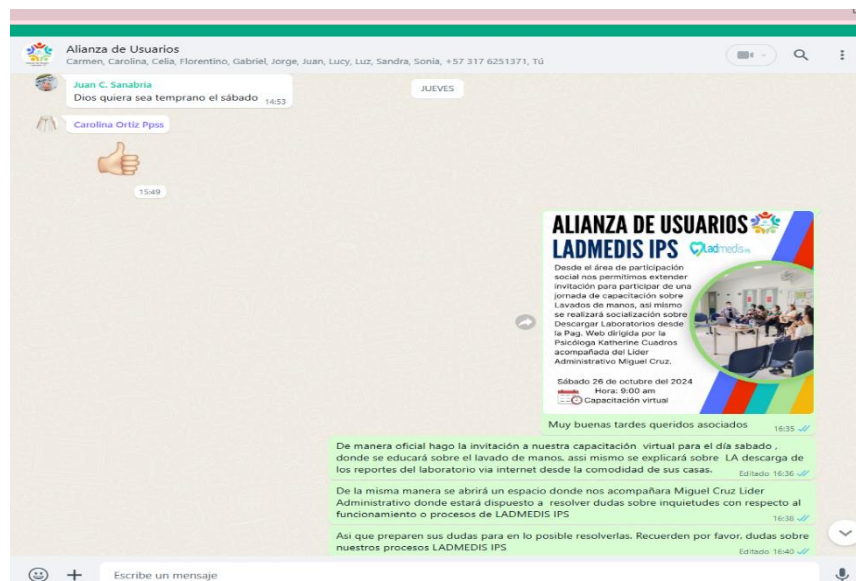 Alianza de Usuarios
Carmen, Carolina, Celia, Florentino, Gabriel, Jorge, Juan, Lucy, Luz, Sandra, Sonia, +57 317 6251371, Tú
Juan C. Sanabria
Dios quiera sea temprano el sábado 14:53
JUEVES
Carolina Ortiz Ppss
15:49
ALIANZA DE USUARIOS
LADMEDIS IPS Ladmedis
Desde el área de participación
social nos permitimos extender
invitación para participar de una
jornada de capacitación sobre
Lavados de manos, asi mismo
se realizará socialización sobre
Descargar Laboratorios desde
la Pag. Web dirigida por la
Psicóloga Katherine Cuadros
acompañada del Lider
Administrativo Miguel Cruz.
Sábado 26 de octubre del 2024
Hora: 9:00 am
Capacitación virtual
Muy buenas tardes queridos asociados 16:35
De manera oficial hago la invitación a nuestra capacitación virtual para el día sabado ,
donde se educará sobre el lavado de manos, assi mismo se explicará sobre LA descarga de
los reportes del laboratorio via internet desde la comodidad de sus casas. Editado 16:36
De la misma manera se abrirá un espacio donde nos acompañara Miguel Cruz Lider
Administrativo donde estará dispuesto a resolver dudas sobre inquietudes con respecto al
funcionamiento o procesos de LADMEDIS IPS 16:38
Asi que preparen sus dudas para en lo posible resolverlas. Recuerden por favor, dudas sobre
nuestros procesos LADMEDIS IPS Editado 16:40
Escribe un mensaje